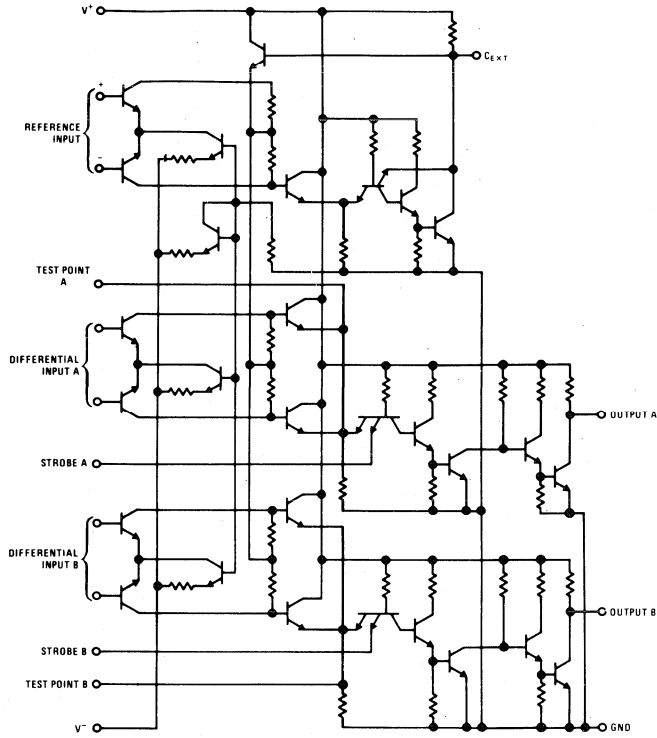 V+
CEXT
+
REFERENCE
INPUT
−
TEST POINT
A
DIFFERENTIAL
INPUT A
OUTPUT A
STROBE A
DIFFERENTIAL
INPUT B
OUTPUT B
STROBE B
TEST POINT B
V−
GND